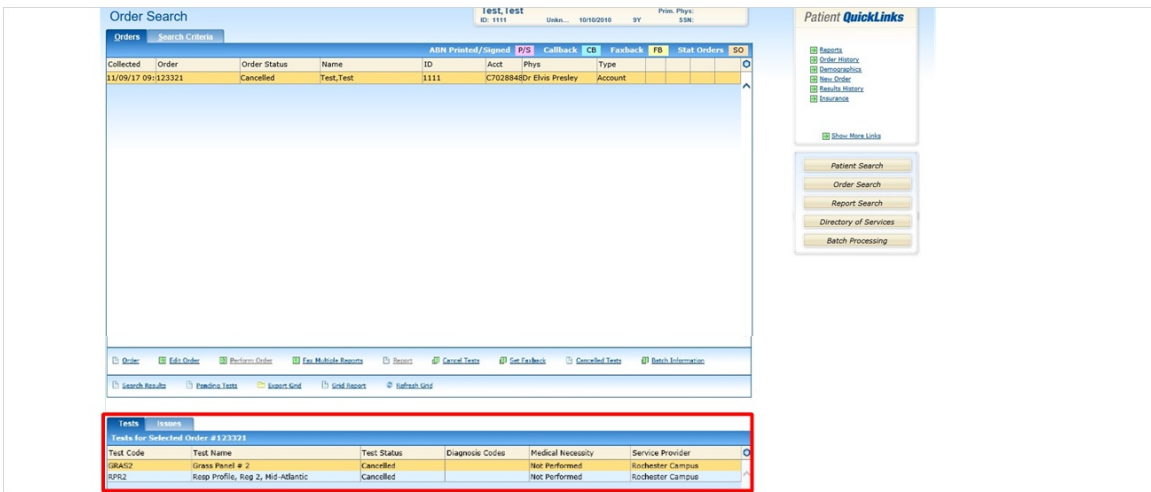 Order Search
Test, Test
Prim. Phys:
ID: 1111 Unkn... 10/10/2010 9Y SSN:
Patient QuickLinks
Orders Search Criteria
ABN Printed/Signed P/S Callback CB Faxback FB Stat Orders SO
Collected Order Order Status Name ID Acct Phys Type
11/09/17 09: 123321 Cancelled Test,Test 1111 C7028848 Dr Elvis Presley Account
Reports
Order History
Demographics
New Order
Results History
Insurance
Show More Links
Patient Search
Order Search
Report Search
Directory of Services
Batch Processing
Order Edit Order Perform Order Fax Multiple Reports Report Cancel Tests Set Faxback Cancelled Tests Batch Information
Search Results Pending Tests Export Grid Grid Report Refresh Grid
Tests Issues
Tests for Selected Order #123321
Test Code Test Name Test Status Diagnosis Codes Medical Necessity Service Provider
GRAS2 Grass Panel # 2 Cancelled Not Performed Rochester Campus
RPR2 Resp Profile, Reg 2, Mid-Atlantic Cancelled Not Performed Rochester Campus